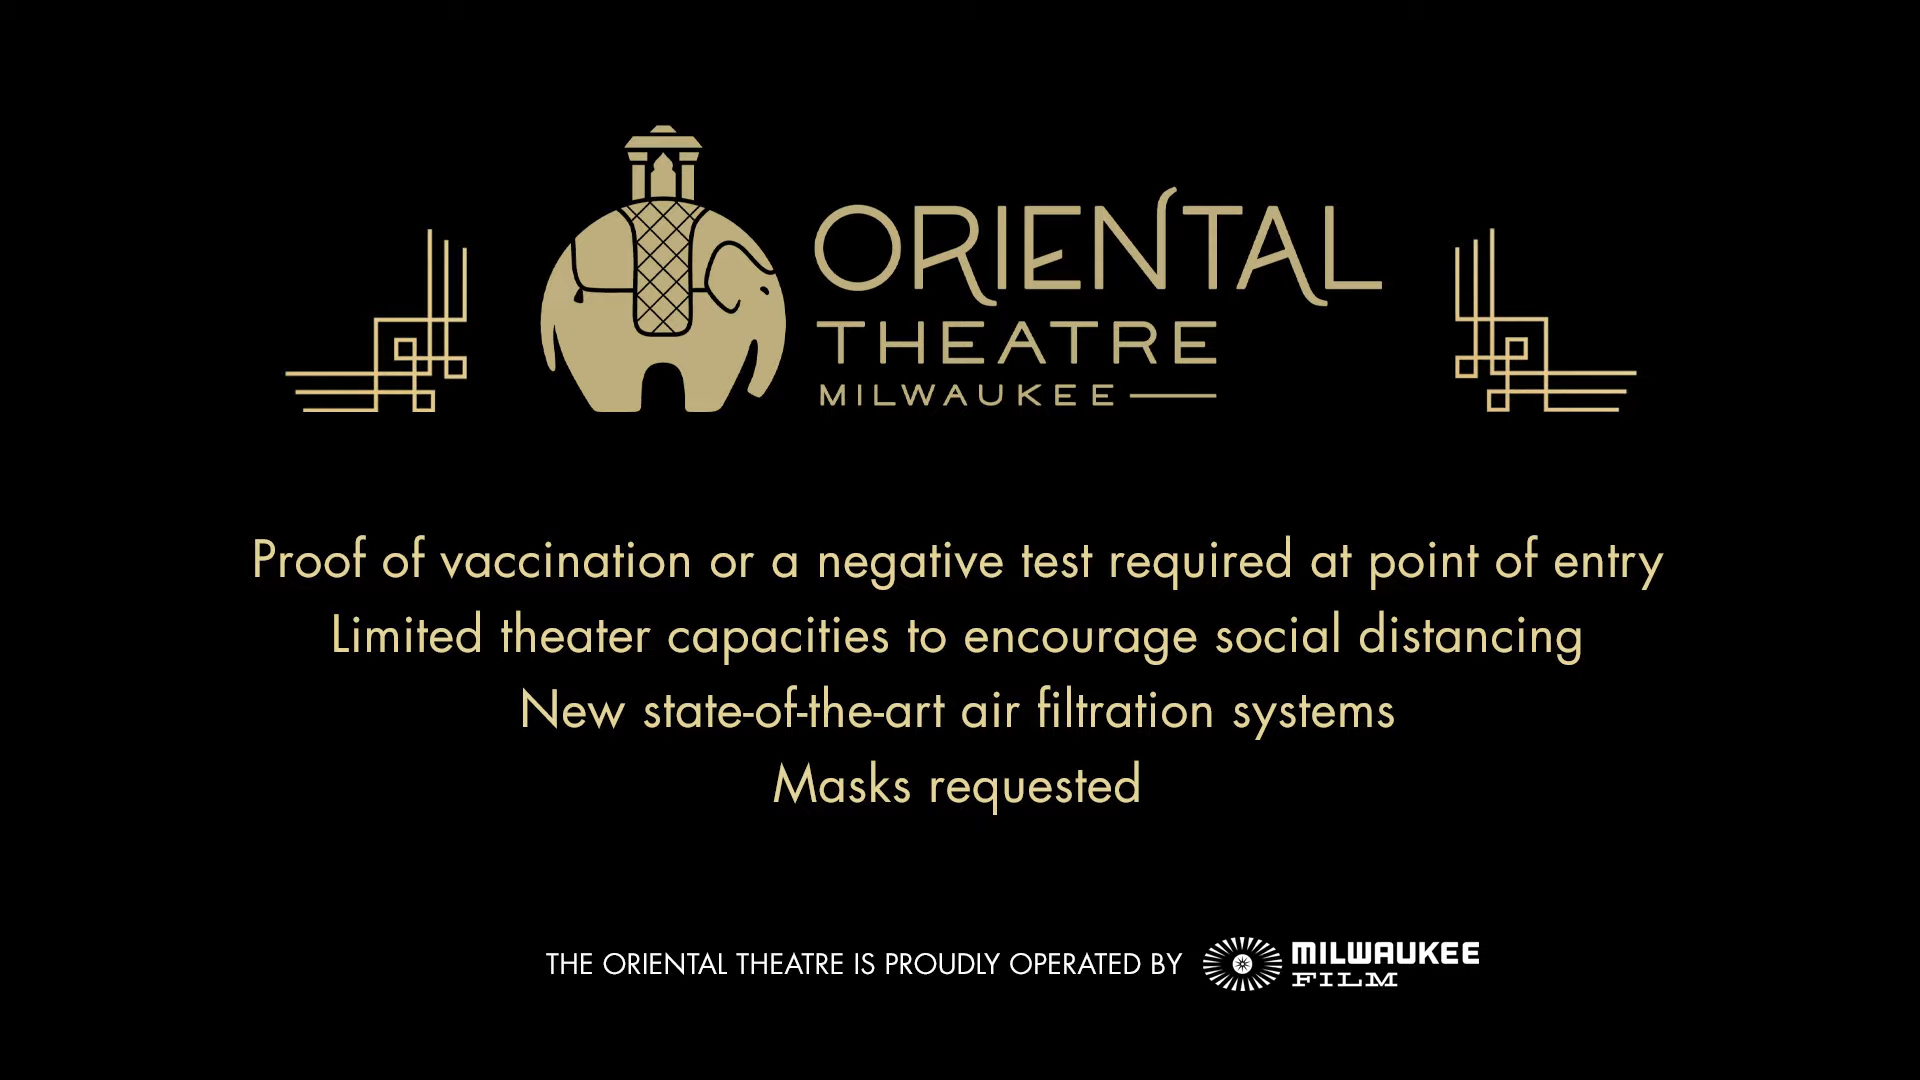 ORIENTAL
THEATRE
MILWAUKEE
Proof of vaccination or a negative test required at point of entry
Limited theater capacities to encourage social distancing
New state-of-the-art air filtration systems
Masks requested
THE ORIENTAL THEATRE IS PROUDLY OPERATED BY MILWAUKEE
FILM